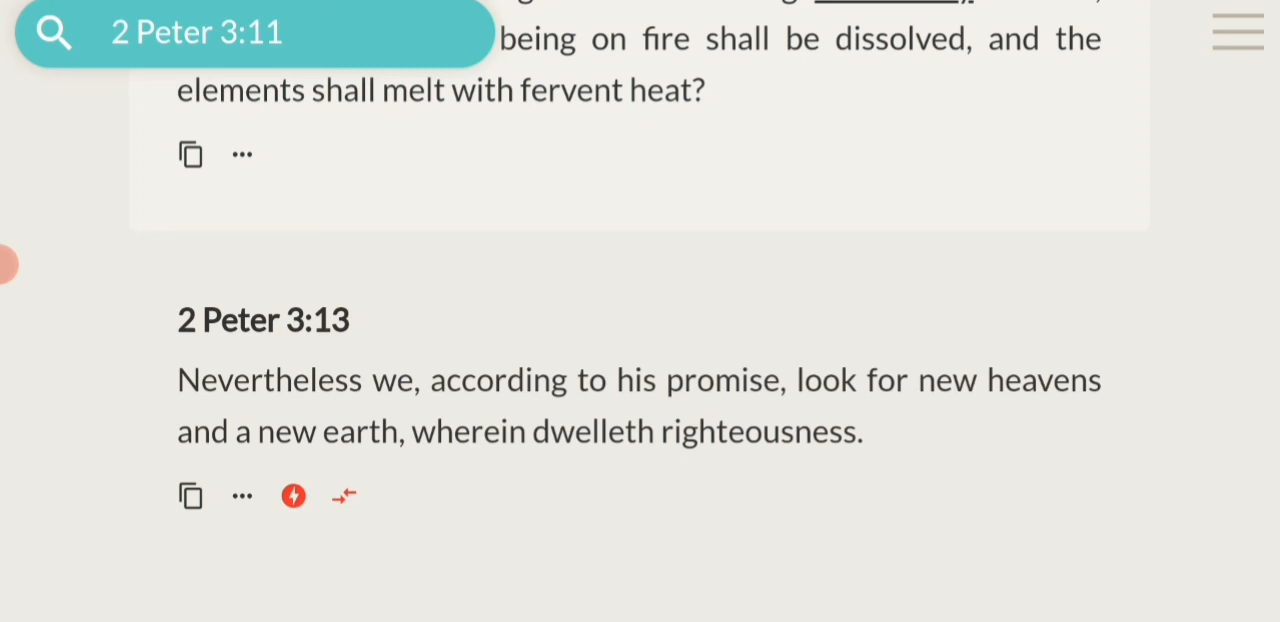 2 Peter 3:11
being on fire shall be dissolved, and the
elements shall melt with fervent heat?
2 Peter 3:13
Nevertheless we, according to his promise, look for new heavens
and a new earth, wherein dwelleth righteousness.